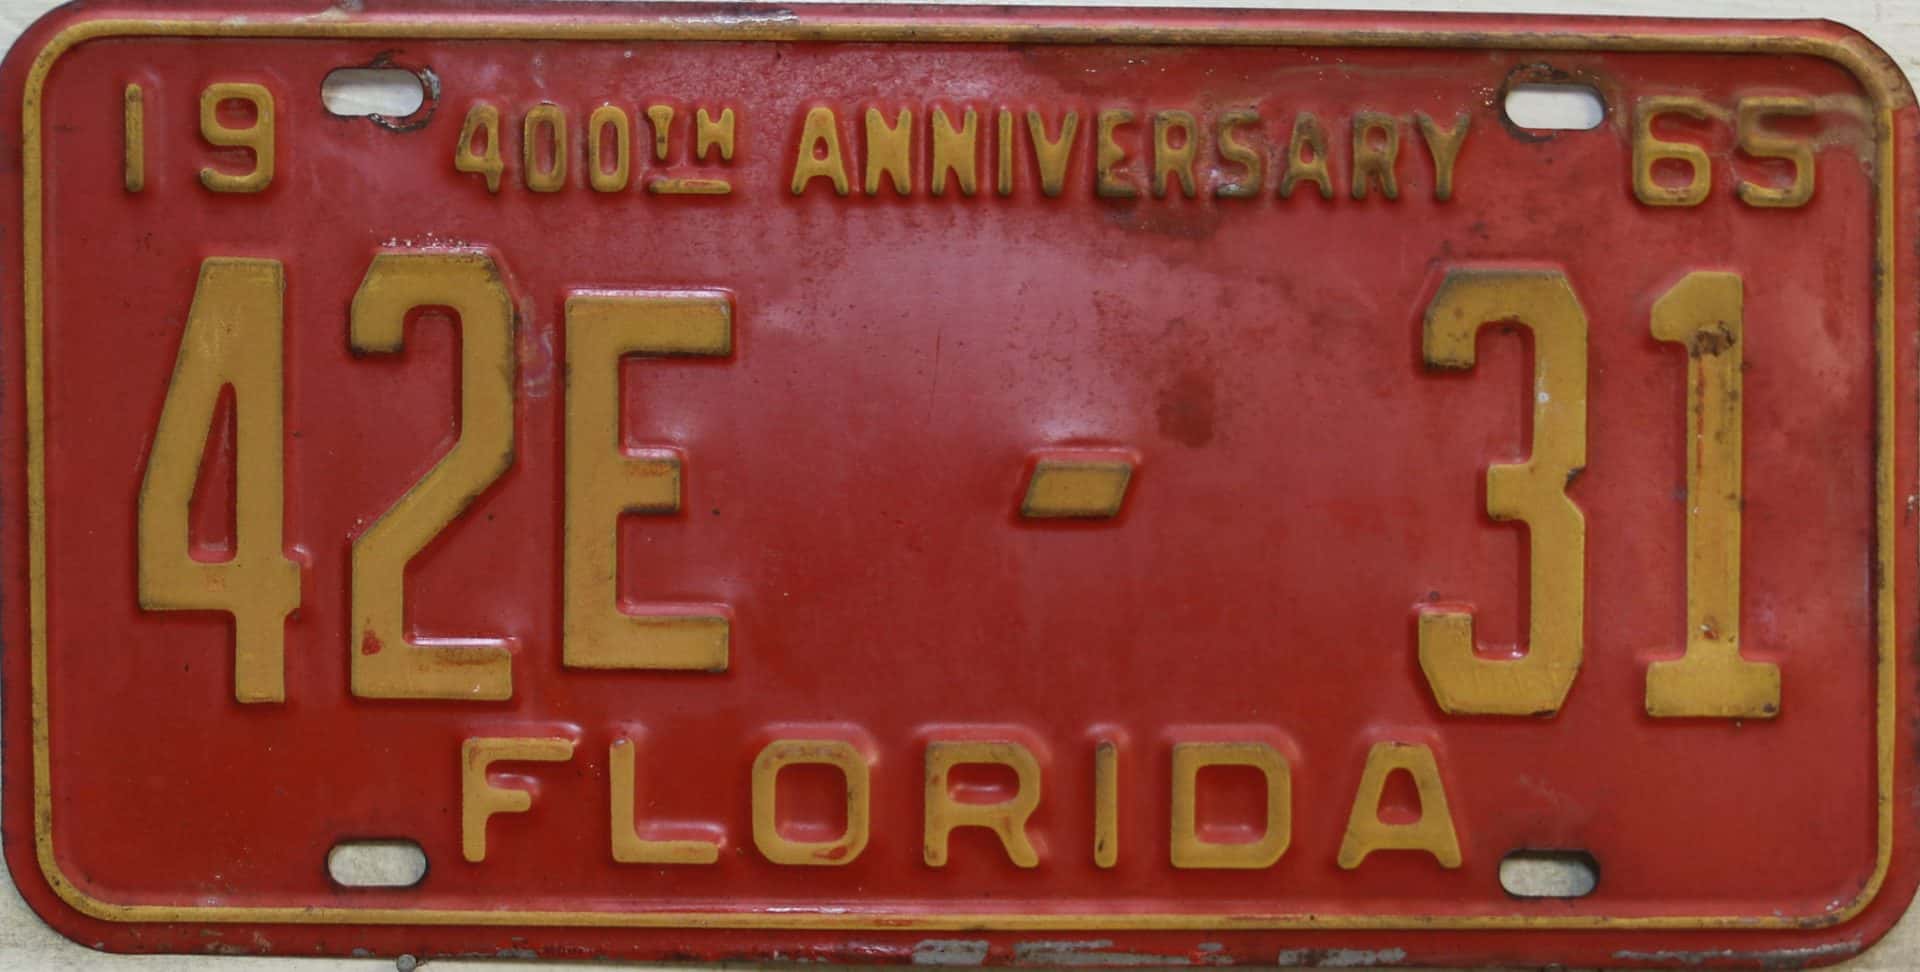 19 400TH ANNIVERSARY 65
42E - 31
FLORIDA